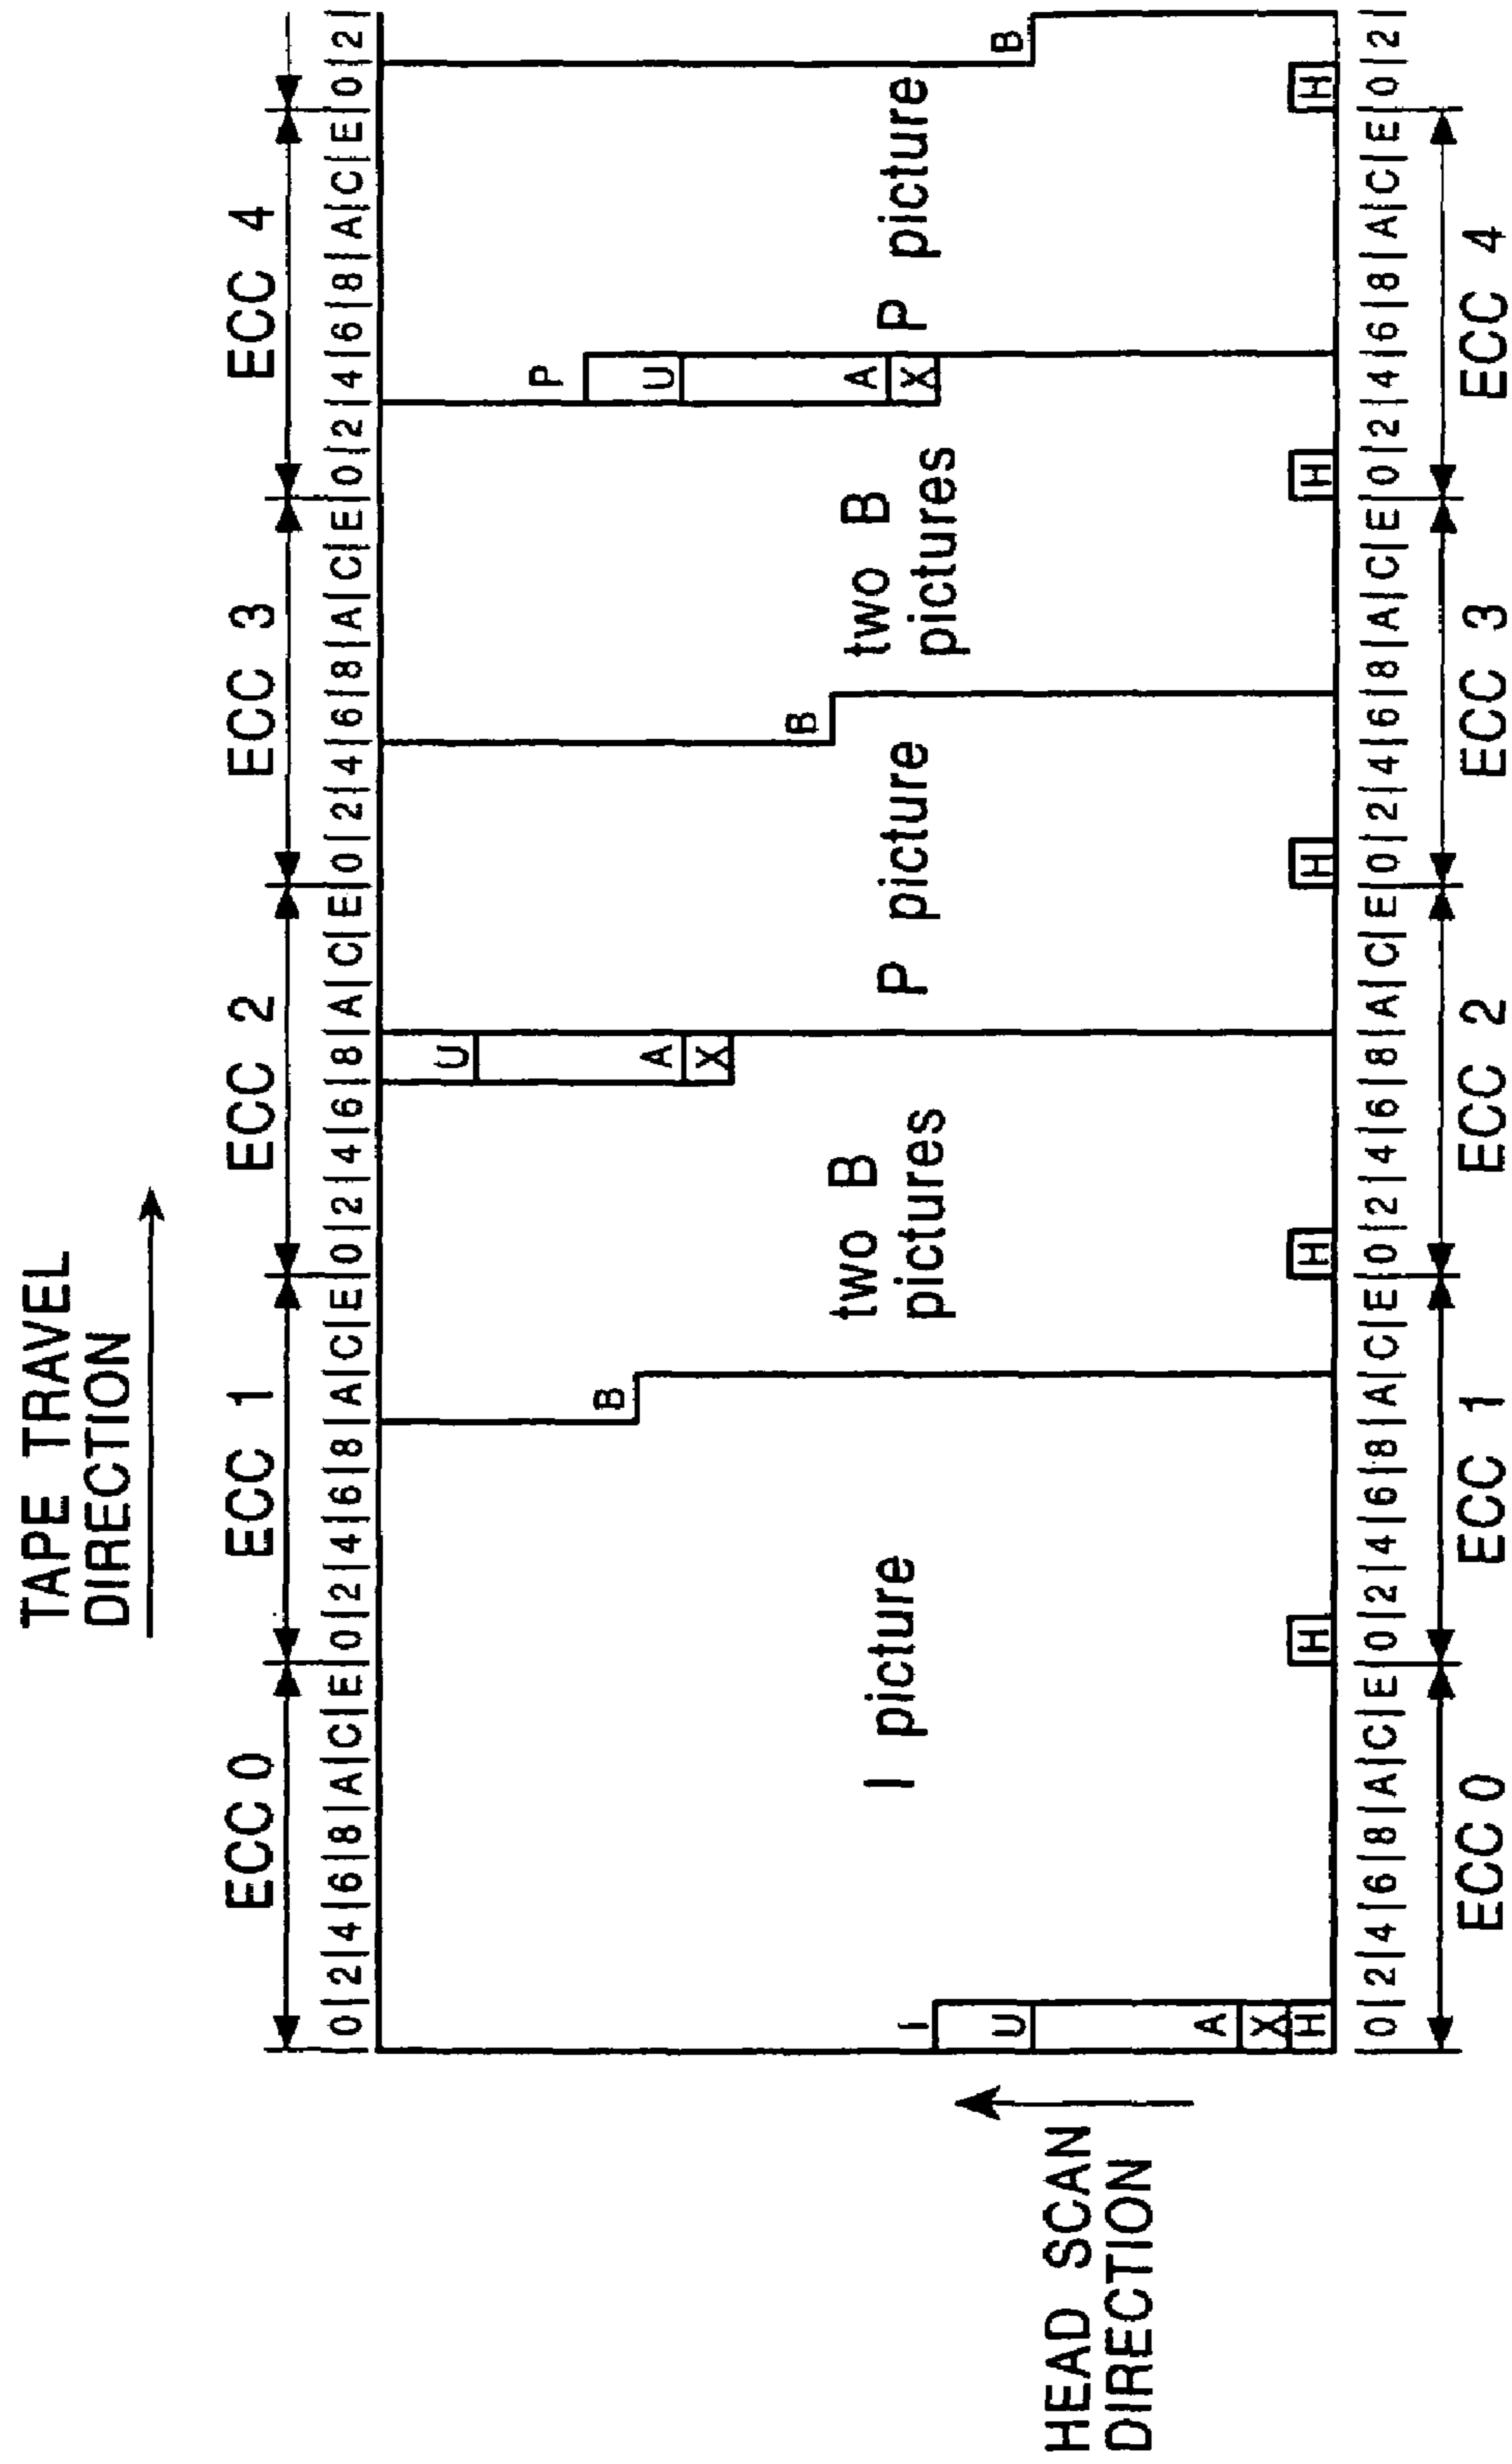 TAPE TRAVEL
DIRECTION
ECC 0 ECC 1 ECC 2 ECC 3 ECC 4
0|2|4|6|8|A|C|E|0|2|4|6|8|A|C|E|0|2|4|6|8|A|C|E|0|2|4|6|8|A|C|E|0|2|4|6|8|A|C|E|0|2|
HEAD SCAN
DIRECTION
I
U
A
X
H
I picture
H
B
two B
pictures
H
U
A
X
P picture
H
B
two B
pictures
H
P
U
A
X
P picture
H
B
0|2|4|6|8|A|C|E|0|2|4|6|8|A|C|E|0|2|4|6|8|A|C|E|0|2|4|6|8|A|C|E|0|2|4|6|8|A|C|E|0|2|
ECC 0 ECC 1 ECC 2 ECC 3 ECC 4